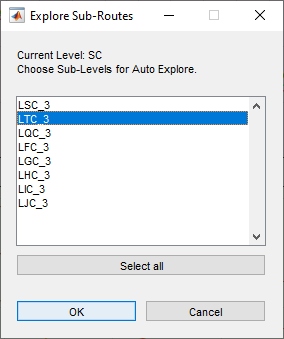 Explore Sub-Routes
Current Level: SC
Choose Sub-Levels for Auto Explore.
LSC_3
LTC_3
LQC_3
LFC_3
LGC_3
LHC_3
LIC_3
LJC_3
Select all
OK
Cancel